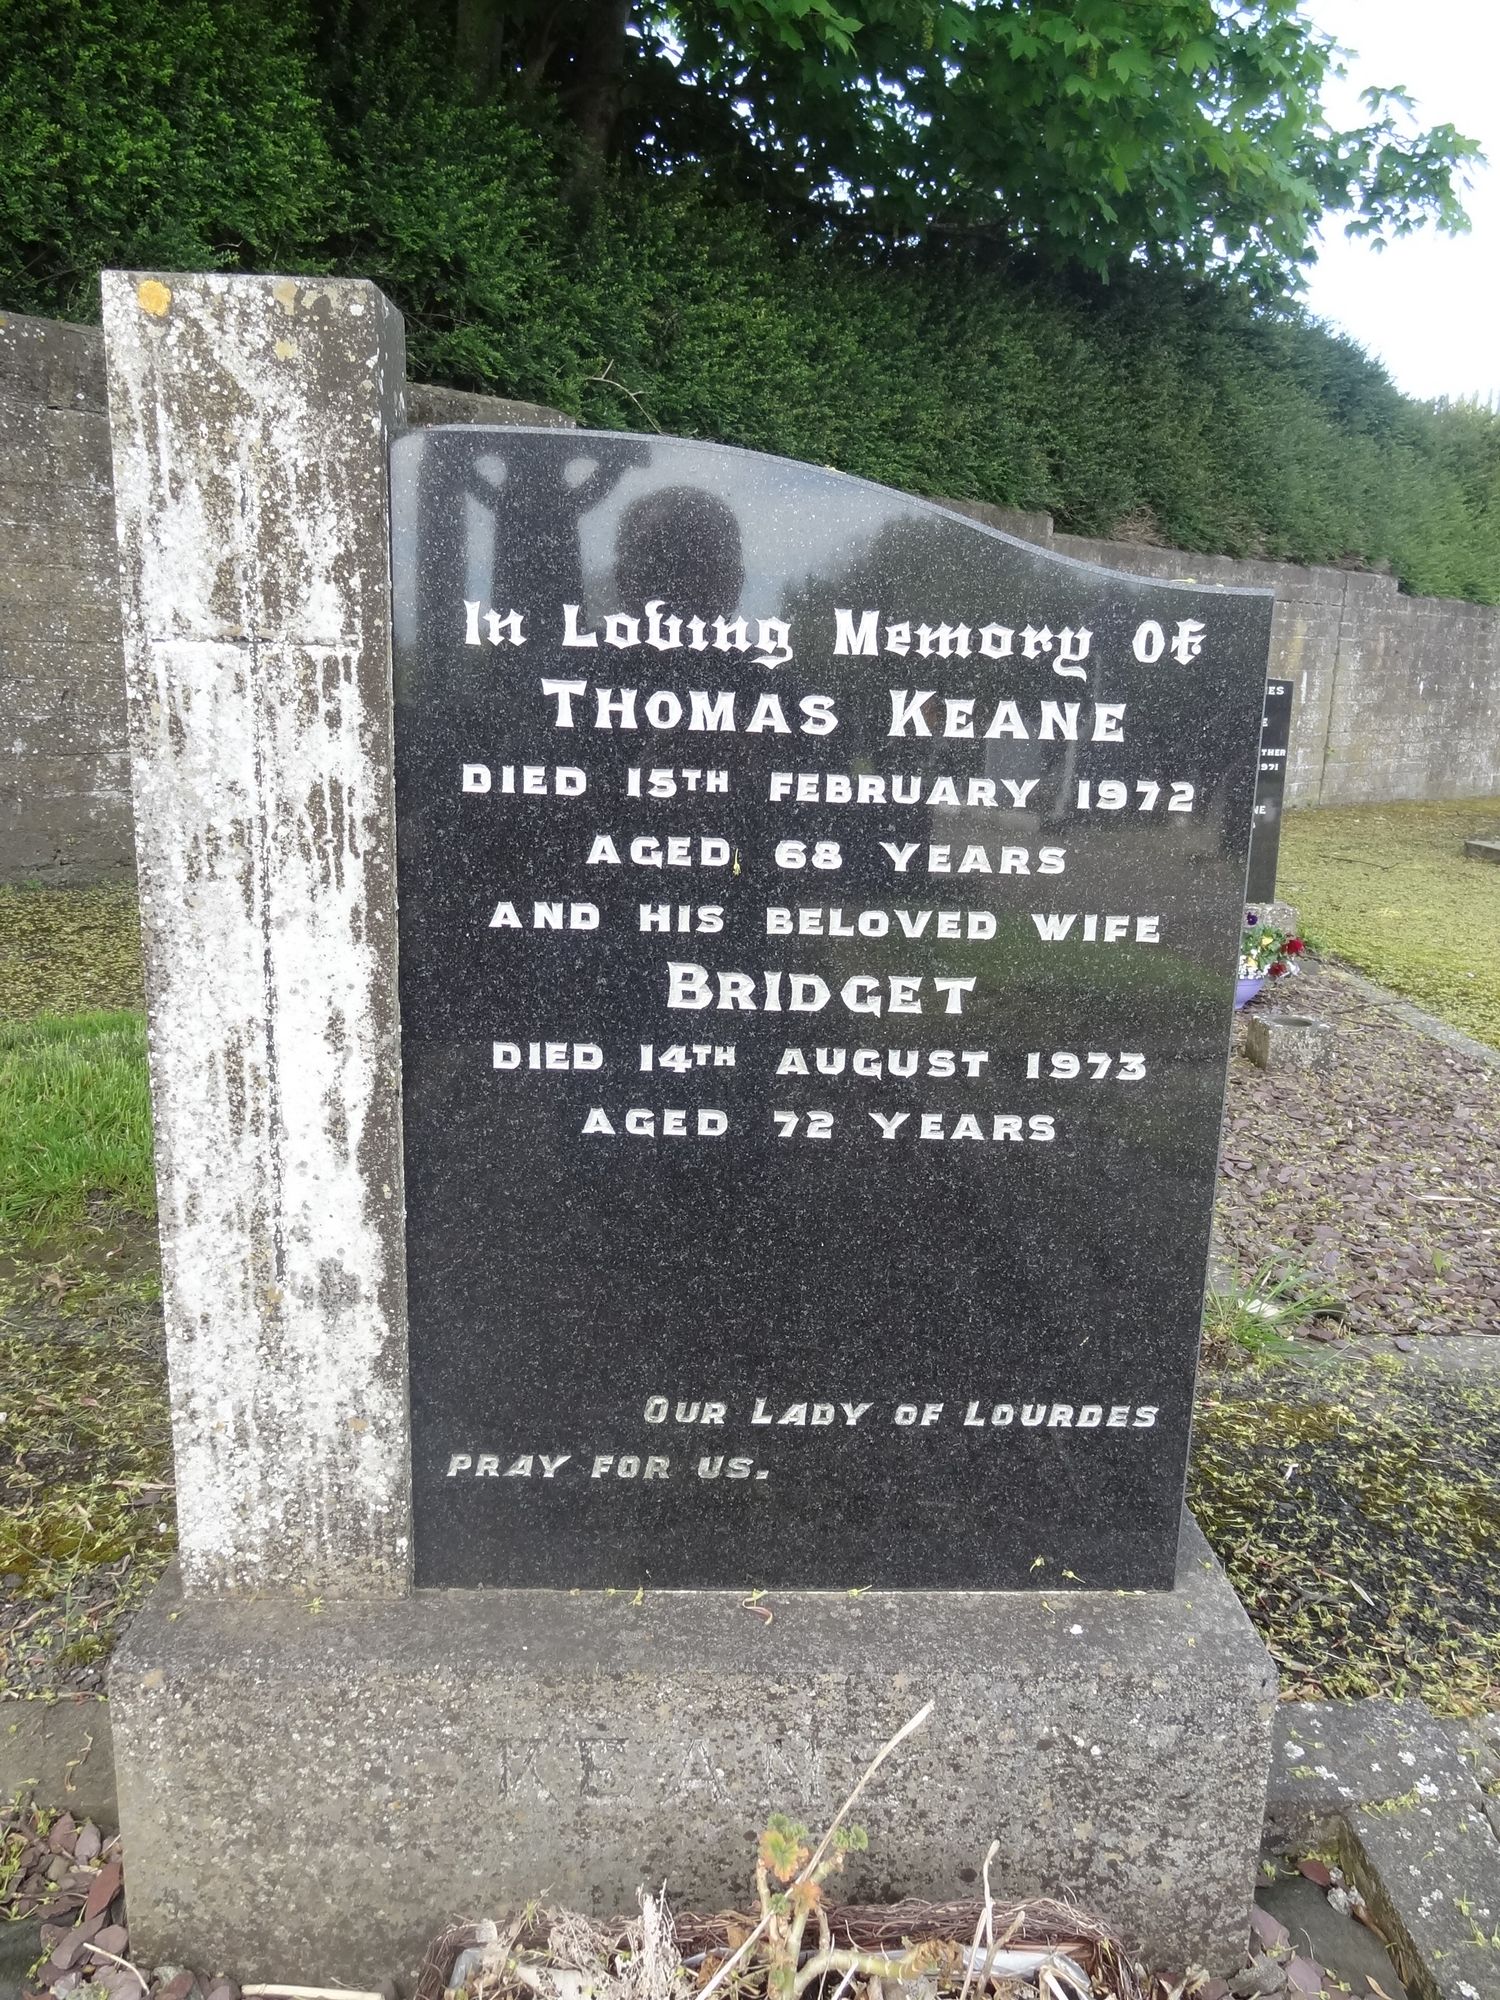 In Loving Memory Of
THOMAS KEANE
DIED 15TH FEBRUARY 1972
AGED 68 YEARS
AND HIS BELOVED WIFE
BRIDGET
DIED 14TH AUGUST 1973
AGED 72 YEARS
OUR LADY OF LOURDES
PRAY FOR US.
KEANE